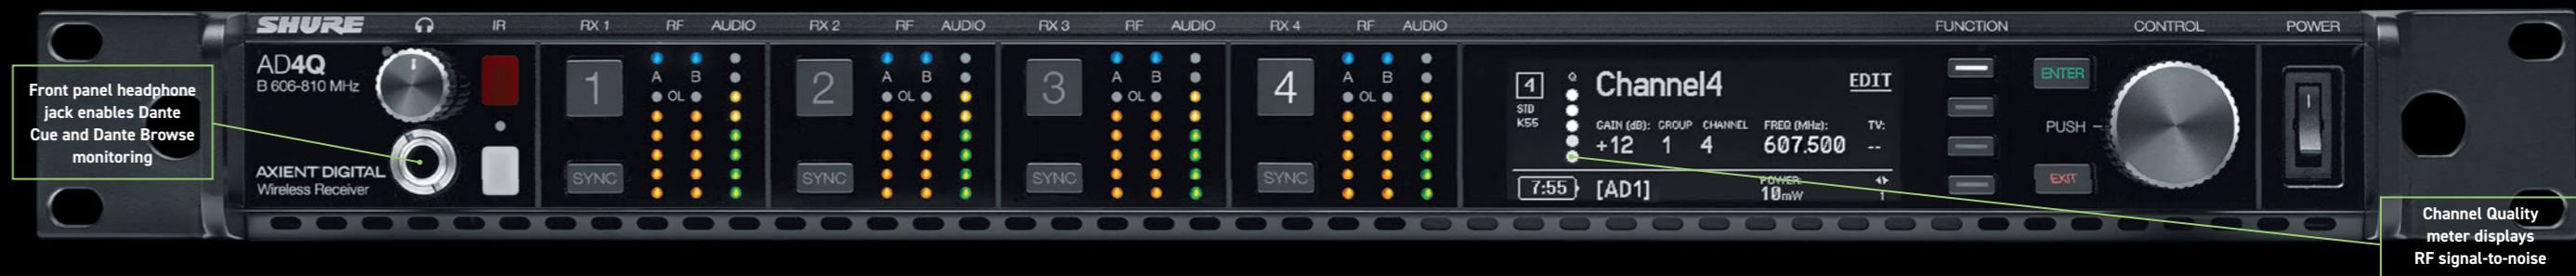 SHURE
IR
RX 1 RF AUDIO
RX 2 RF AUDIO
RX 3 RF AUDIO
RX 4 RF AUDIO
FUNCTION
CONTROL
POWER
AD4Q
B 606-810 MHz
AXIENT DIGITAL
Wireless Receiver
Front panel headphone
jack enables Dante
Cue and Dante Browse
monitoring
1
A B
OL
SYNC
2
A B
OL
SYNC
3
A B
OL
SYNC
4
A B
OL
SYNC
4
STD
K55
Q
Channel4
EDIT
GAIN (dB): GROUP CHANNEL FREQ (MHz): TV:
+12 1 4 607.500 --
7:55
[AD1]
POWER:
10mW
1
ENTER
PUSH
EXIT
Channel Quality
meter displays
RF signal-to-noise